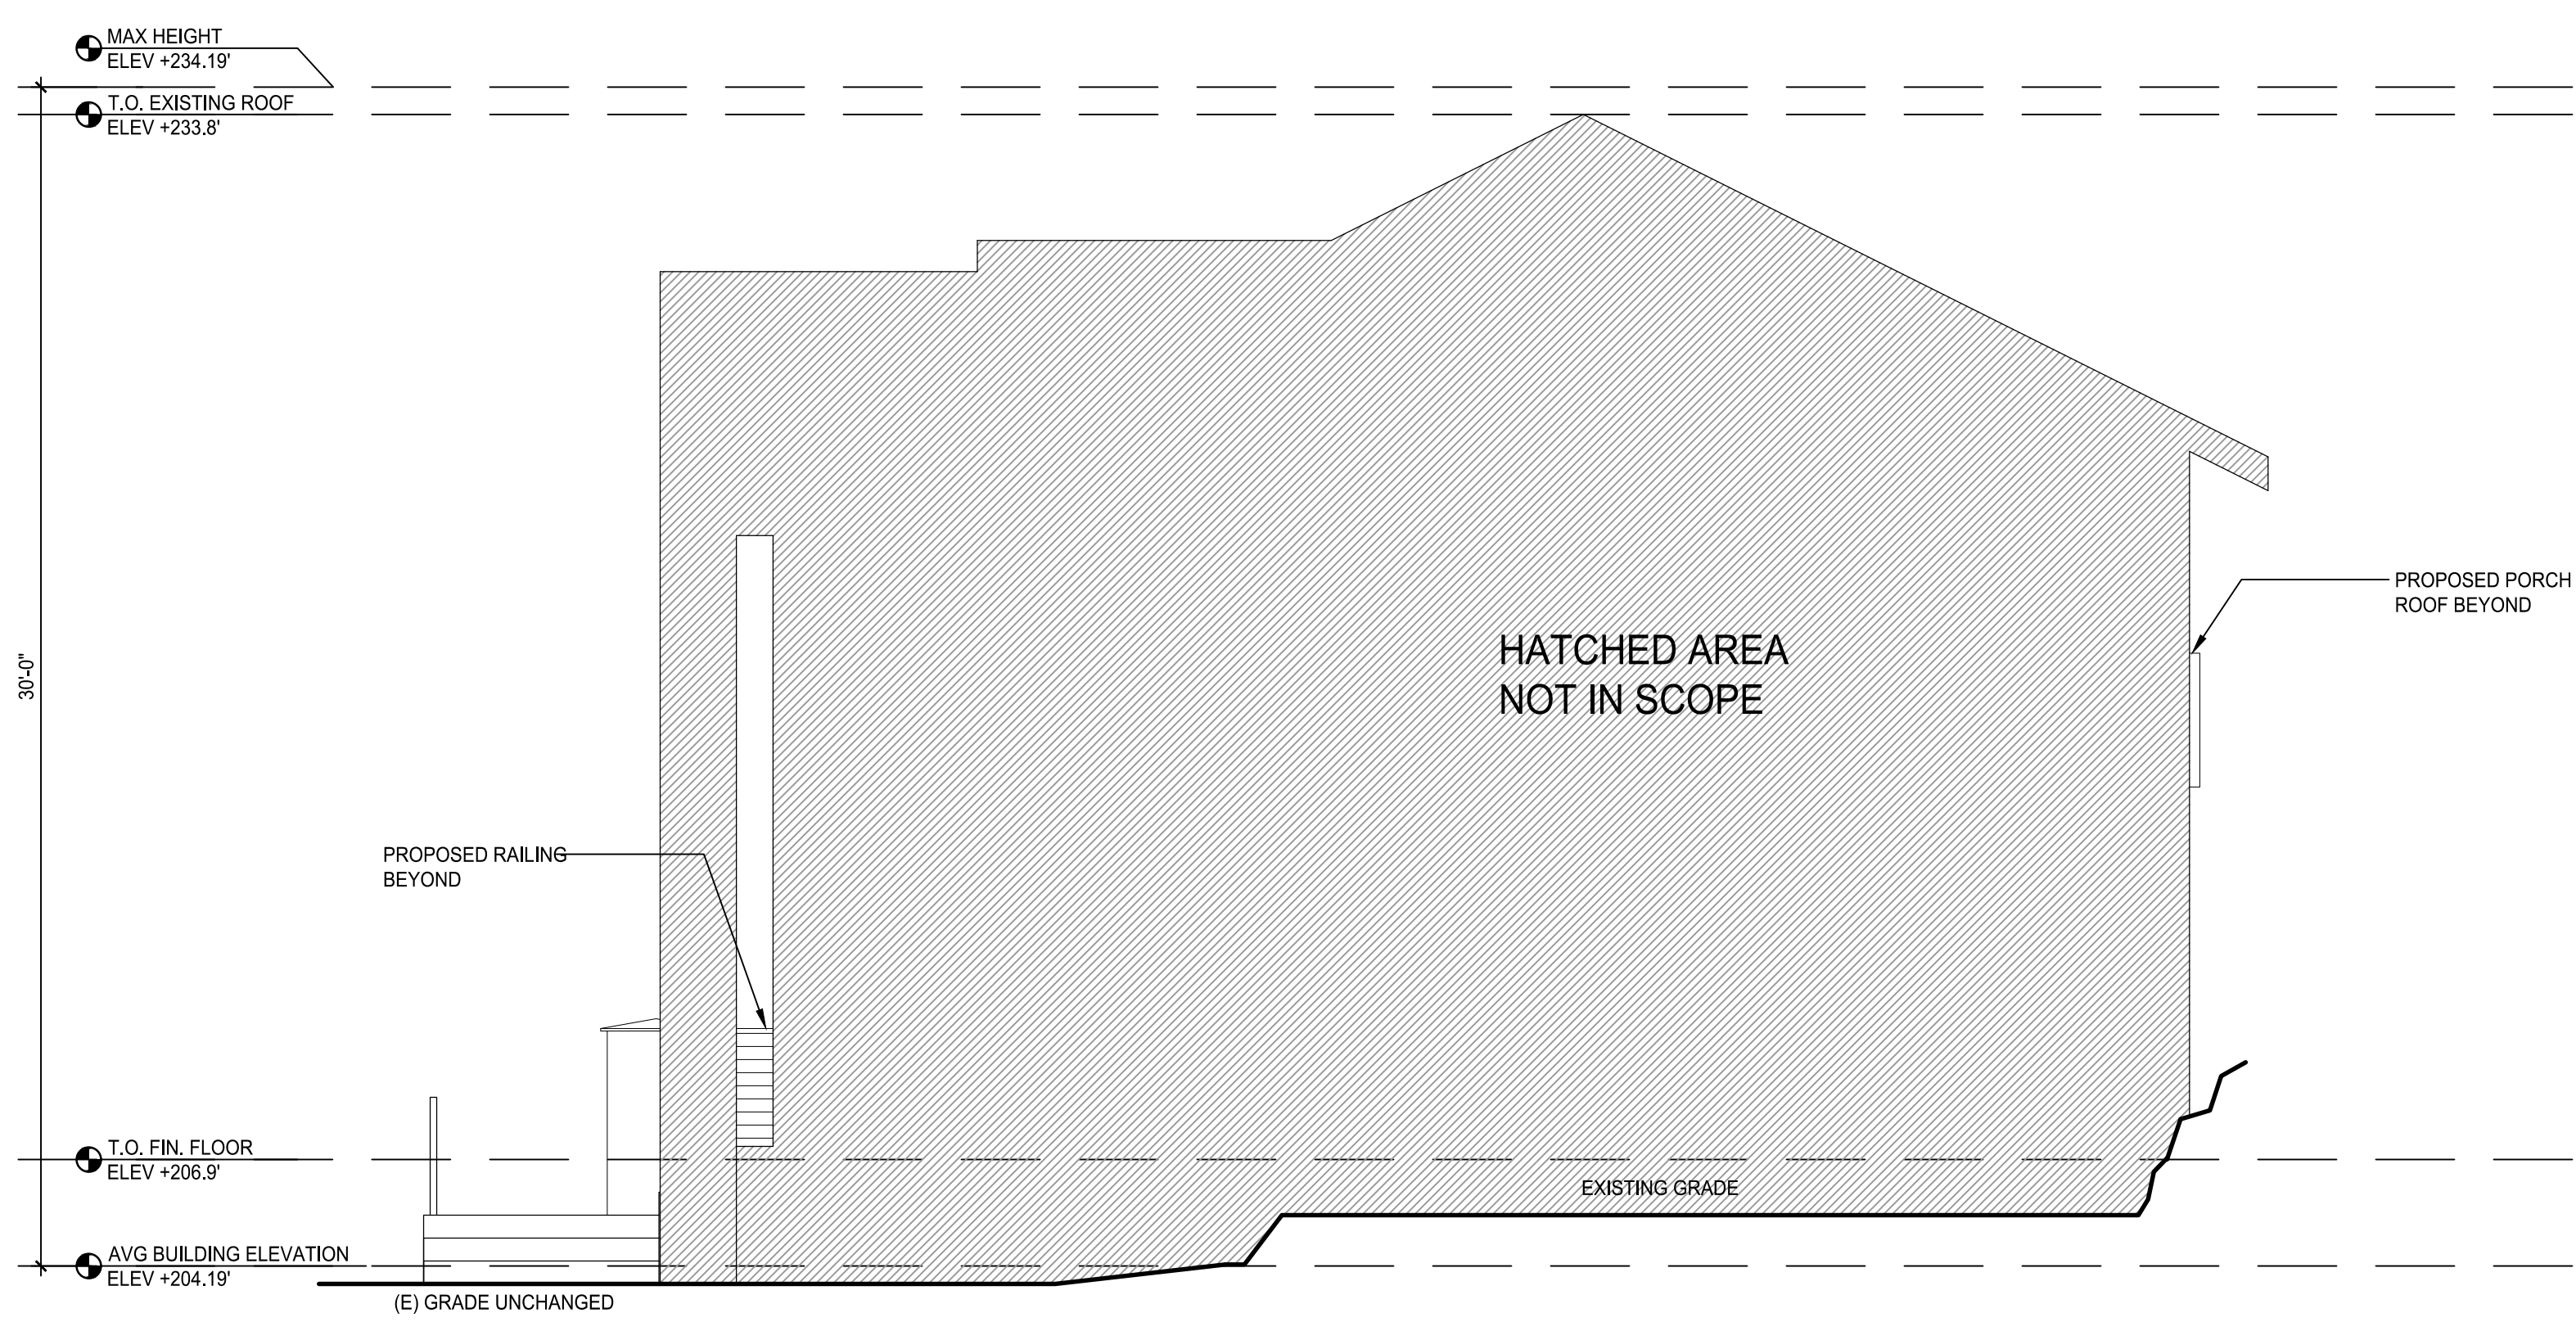 MAX HEIGHT
ELEV +234.19'
T.O. EXISTING ROOF
ELEV +233.8'
30'-0"
HATCHED AREA
NOT IN SCOPE
PROPOSED PORCH
ROOF BEYOND
PROPOSED RAILING
BEYOND
T.O. FIN. FLOOR
ELEV +206.9'
EXISTING GRADE
AVG BUILDING ELEVATION
ELEV +204.19'
(E) GRADE UNCHANGED